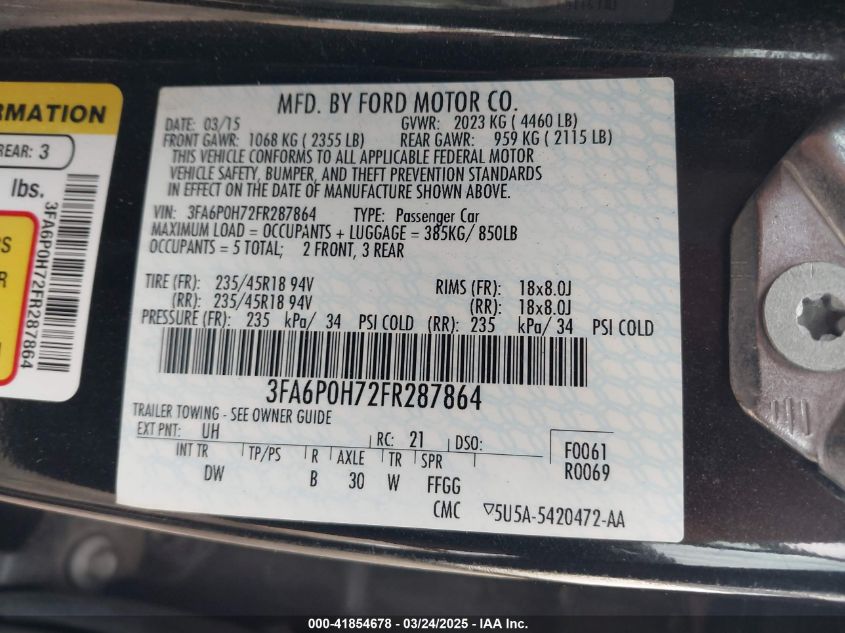 MFD. BY FORD MOTOR CO.
DATE: 03/15 GVWR: 2023 KG ( 4460 LB)
FRONT GAWR: 1068 KG ( 2355 LB) REAR GAWR: 959 KG ( 2115 LB)
THIS VEHICLE CONFORMS TO ALL APPLICABLE FEDERAL MOTOR
VEHICLE SAFETY, BUMPER, AND THEFT PREVENTION STANDARDS
IN EFFECT ON THE DATE OF MANUFACTURE SHOWN ABOVE.
VIN: 3FA6P0H72FR287864 TYPE: Passenger Car
MAXIMUM LOAD = OCCUPANTS + LUGGAGE = 385KG/ 850LB
OCCUPANTS = 5 TOTAL; 2 FRONT, 3 REAR
TIRE (FR): 235/45R18 94V RIMS (FR): 18x8.0J
(RR): 235/45R18 94V (RR): 18x8.0J
PRESSURE (FR): 235 kPa/ 34 PSI COLD (RR): 235 kPa/ 34 PSI COLD
3FA6P0H72FR287864
TRAILER TOWING - SEE OWNER GUIDE
EXT PNT: UH RC: 21 DSO: F0061
INT TR TP/PS R AXLE TR SPR R0069
DW B 30 W FFGG
CMC ▽5U5A-5420472-AA
RMATION
REAR: 3
lbs.
3FA6P0H72FR287864
RS
R
000-41854678 - 03/24/2025 - IAA Inc.